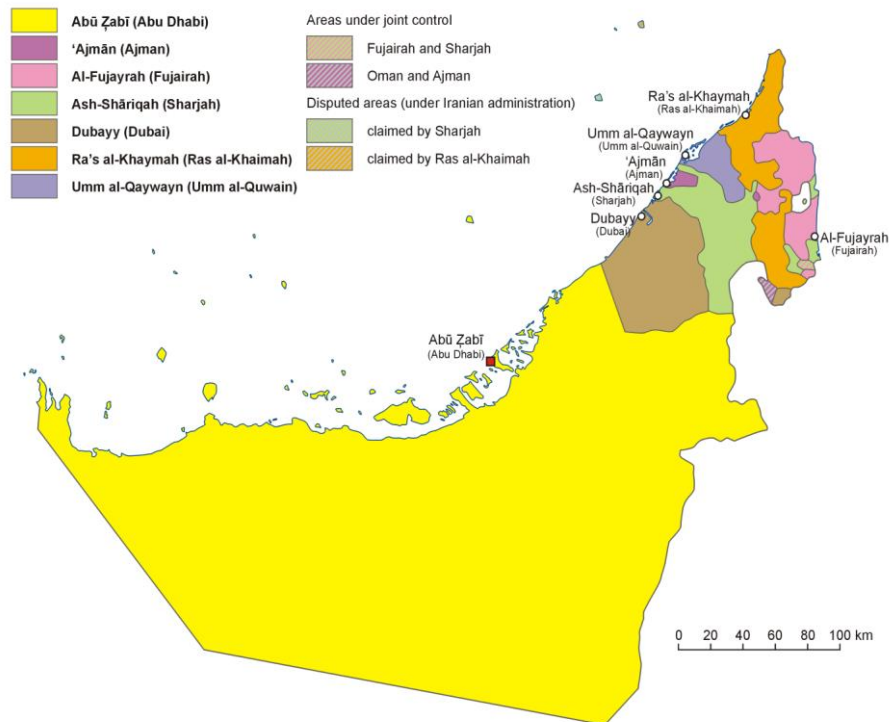 Abū Z̧abī (Abu Dhabi)
‘Ajmān (Ajman)
Al-Fujayrah (Fujairah)
Ash-Shāriqah (Sharjah)
Dubayy (Dubai)
Ra's al-Khaymah (Ras al-Khaimah)
Umm al-Qaywayn (Umm al-Quwain)
Areas under joint control
Fujairah and Sharjah
Oman and Ajman
Disputed areas (under Iranian administration)
claimed by Sharjah
claimed by Ras al-Khaimah
Ra's al-Khaymah
(Ras al-Khaimah)
Umm al-Qaywayn
(Umm al-Quwain)
‘Ajmān
(Ajman)
Ash-Shāriqah
(Sharjah)
Dubayy
(Dubai)
Al-Fujayrah
(Fujairah)
Abū Z̧abī
(Abu Dhabi)
0 20 40 60 80 100 km